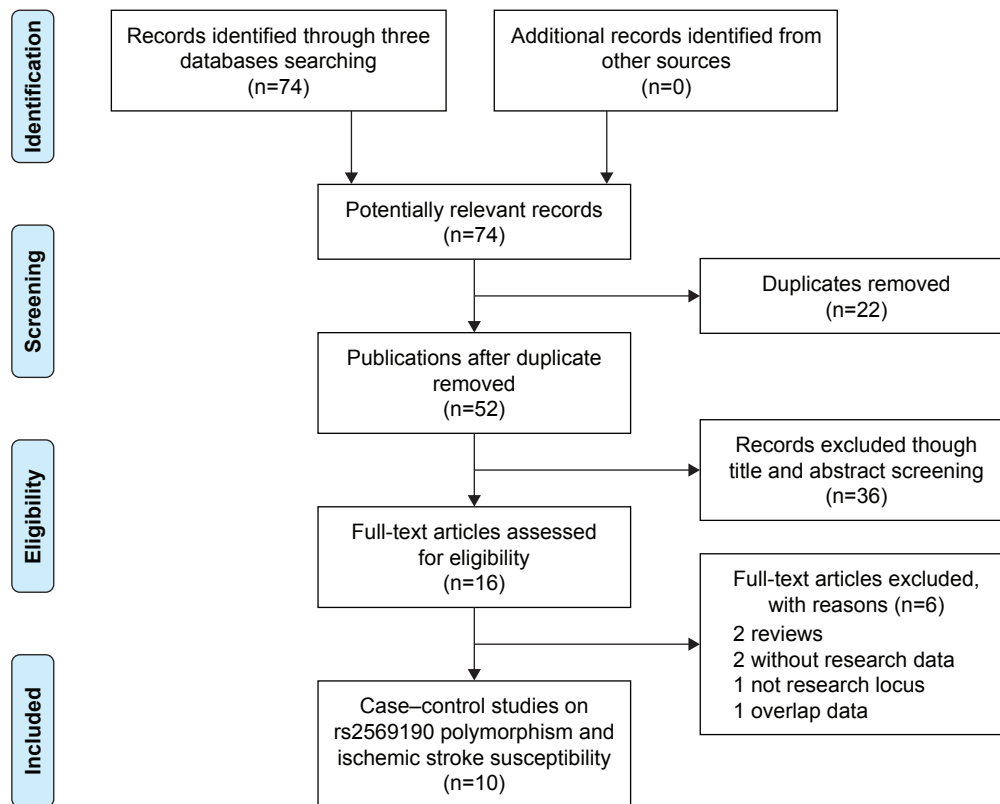 Identification
Records identified through three
databases searching
(n=74)
Additional records identified from
other sources
(n=0)
Potentially relevant records
(n=74)
Screening
Duplicates removed
(n=22)
Publications after duplicate
removed
(n=52)
Eligibility
Records excluded though
title and abstract screening
(n=36)
Full-text articles assessed
for eligibility
(n=16)
Full-text articles excluded,
with reasons (n=6)
2 reviews
2 without research data
1 not research locus
1 overlap data
Included
Case–control studies on
rs2569190 polymorphism and
ischemic stroke susceptibility
(n=10)